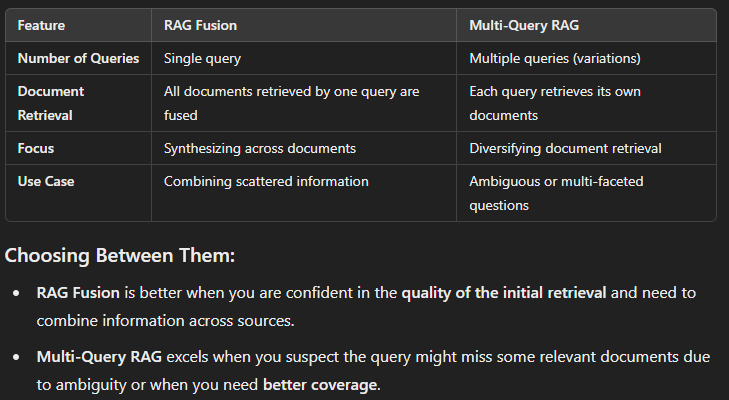 Feature RAG Fusion Multi-Query RAG
Number of Queries Single query Multiple queries (variations)
Document Retrieval All documents retrieved by one query are fused Each query retrieves its own documents
Focus Synthesizing across documents Diversifying document retrieval
Use Case Combining scattered information Ambiguous or multi-faceted questions
Choosing Between Them:
• RAG Fusion is better when you are confident in the quality of the initial retrieval and need to
combine information across sources.
• Multi-Query RAG excels when you suspect the query might miss some relevant documents due
to ambiguity or when you need better coverage.